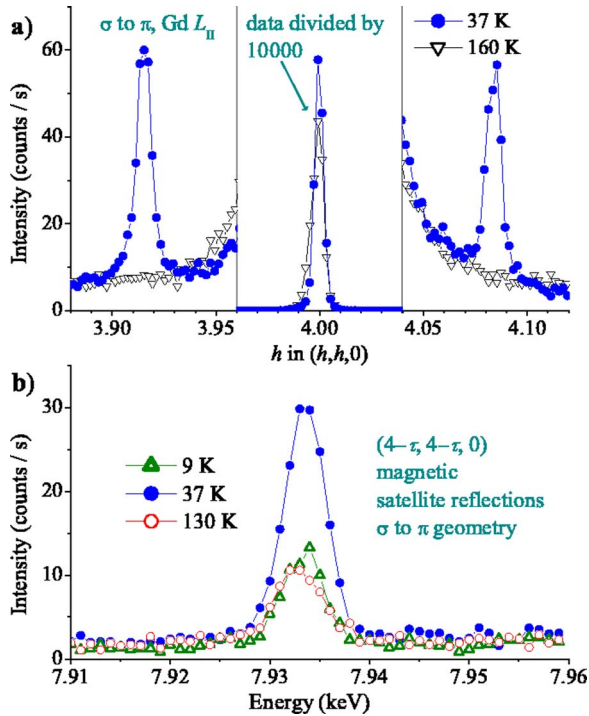 a)
σ to π, Gd L_II
data divided by
10000
37 K
160 K
Intensity (counts / s)
60
40
20
0
3.90 3.95 4.00 4.05 4.10
h in (h,h,0)
b)
Intensity (counts / s)
30
20
10
0
9 K
37 K
130 K
(4−τ, 4−τ, 0)
magnetic
satellite reflections
σ to π geometry
7.91 7.92 7.93 7.94 7.95 7.96
Energy (keV)